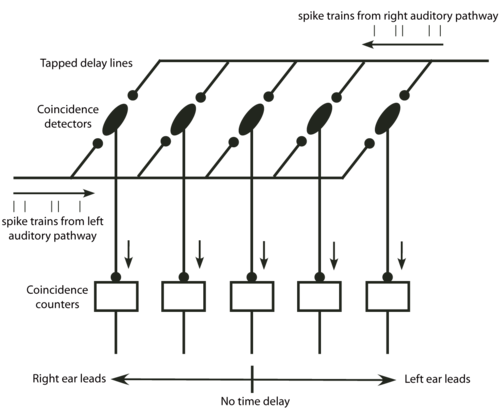 spike trains from right auditory pathway
Tapped delay lines
Coincidence
detectors
spike trains from left
auditory pathway
Coincidence
counters
Right ear leads
Left ear leads
No time delay